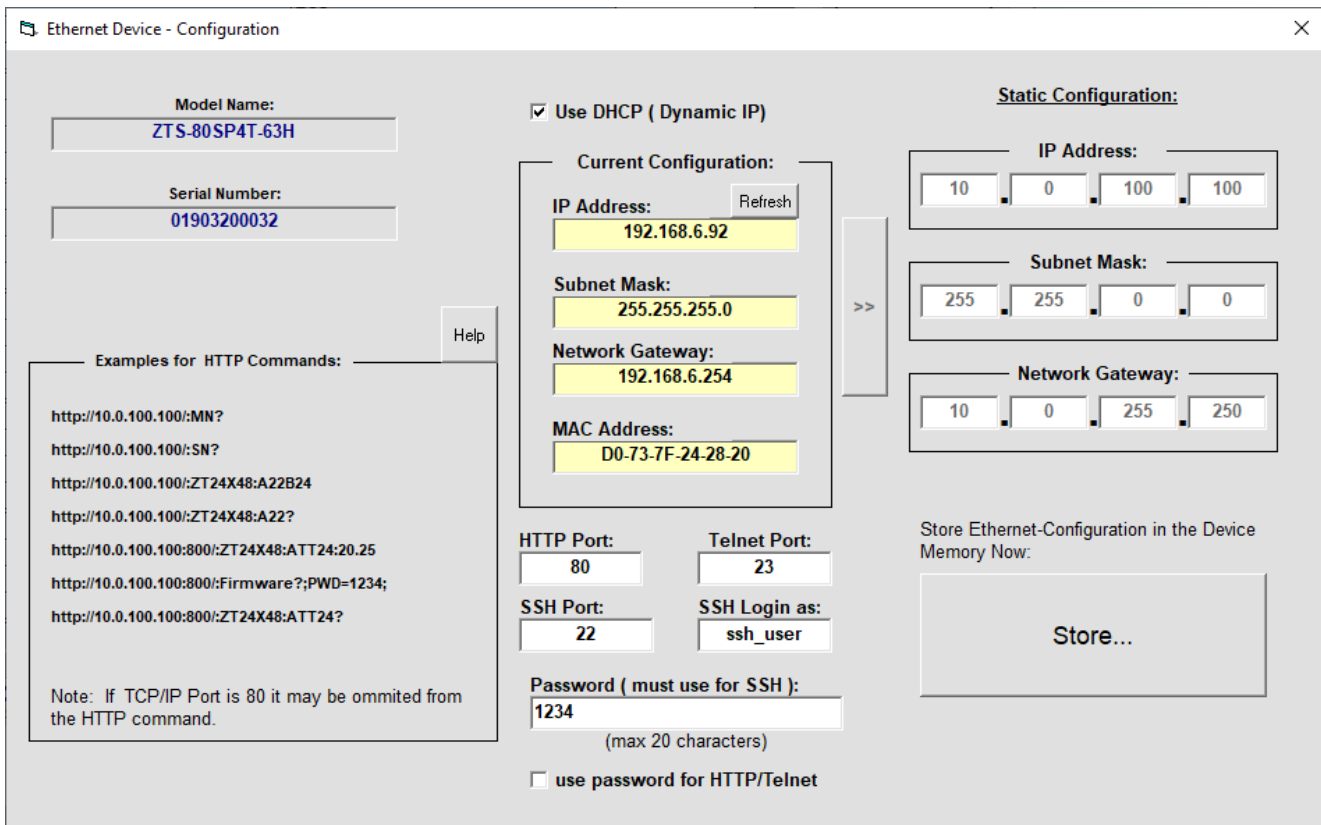 Ethernet Device - Configuration
Model Name:
ZTS-80SP4T-63H
Serial Number:
01903200032
Help
Examples for HTTP Commands:
http://10.0.100.100/:MN?
http://10.0.100.100/:SN?
http://10.0.100.100/:ZT24X48:A22B24
http://10.0.100.100/:ZT24X48:A22?
http://10.0.100.100:800/:ZT24X48:ATT24:20.25
http://10.0.100.100:800/:Firmware?;PWD=1234;
http://10.0.100.100:800/:ZT24X48:ATT24?
Note: If TCP/IP Port is 80 it may be ommited from
the HTTP command.
Use DHCP ( Dynamic IP)
Current Configuration:
IP Address:
Refresh
192.168.6.92
Subnet Mask:
255.255.255.0
Network Gateway:
192.168.6.254
MAC Address:
D0-73-7F-24-28-20
HTTP Port:
80
Telnet Port:
23
SSH Port:
22
SSH Login as:
ssh_user
Password ( must use for SSH ):
1234
(max 20 characters)
use password for HTTP/Telnet
>>
Static Configuration:
IP Address:
10 . 0 . 100 . 100
Subnet Mask:
255 . 255 . 0 . 0
Network Gateway:
10 . 0 . 255 . 250
Store Ethernet-Configuration in the Device
Memory Now:
Store...